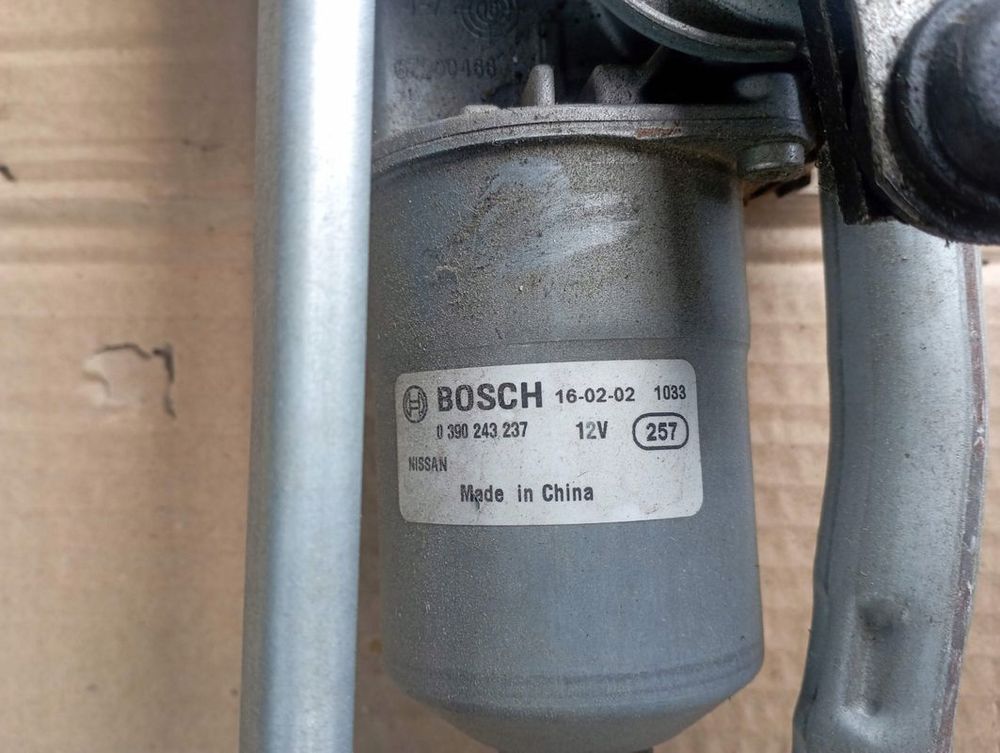 BOSCH 16-02-02 1033
0 390 243 237 12V 257
NISSAN
Made in China